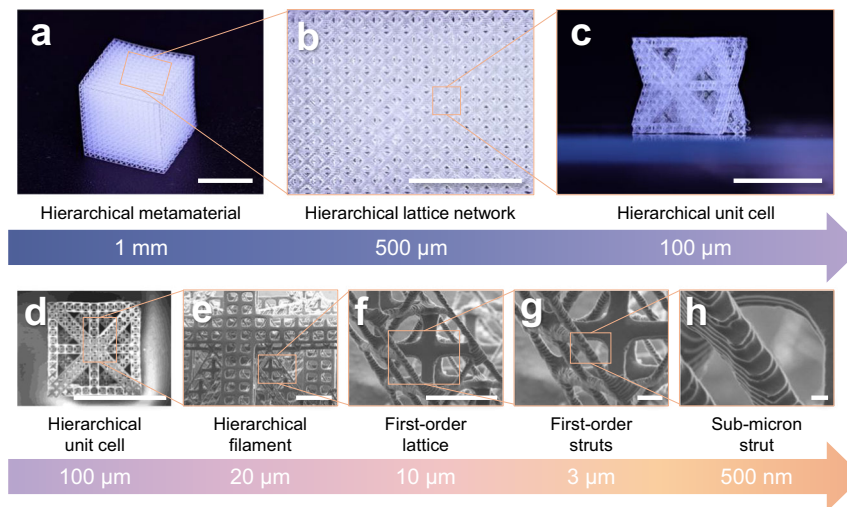 a
b
c
Hierarchical metamaterial
Hierarchical lattice network
Hierarchical unit cell
1 mm
500 µm
100 µm
d
e
f
g
h
Hierarchical
unit cell
Hierarchical
filament
First-order
lattice
First-order
struts
Sub-micron
strut
100 µm
20 µm
10 µm
3 µm
500 nm